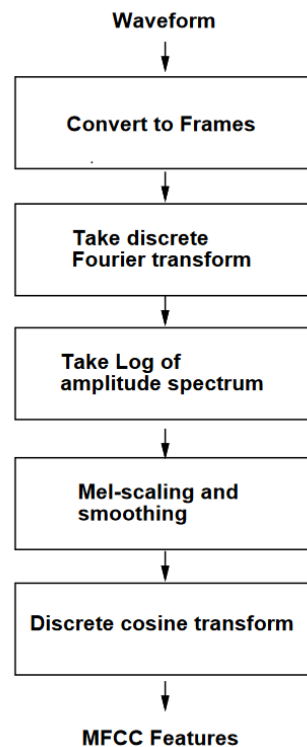 Waveform
Convert to Frames
Take discrete
Fourier transform
Take Log of
amplitude spectrum
Mel-scaling and
smoothing
Discrete cosine transform
MFCC Features